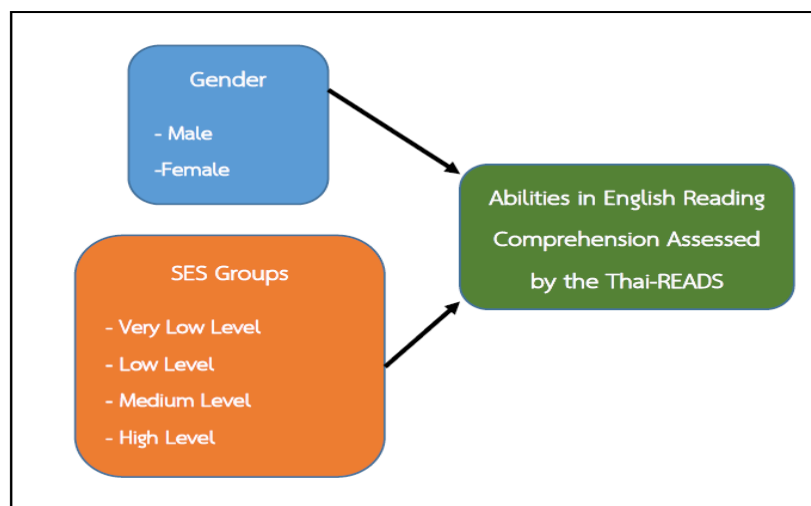 Gender
- Male
-Female
SES Groups
- Very Low Level
- Low Level
- Medium Level
- High Level
Abilities in English Reading
Comprehension Assessed
by the Thai-READS